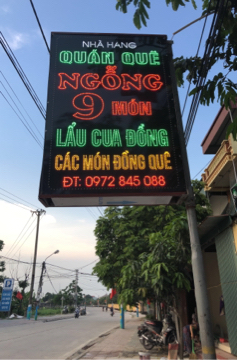 NHÀ HÀNG
QUÁN QUÊ
NGỖNG
9 MÓN
LẨU CUA ĐỒNG
CÁC MÓN ĐỒNG QUÊ
ĐT: 0972 845 088
P